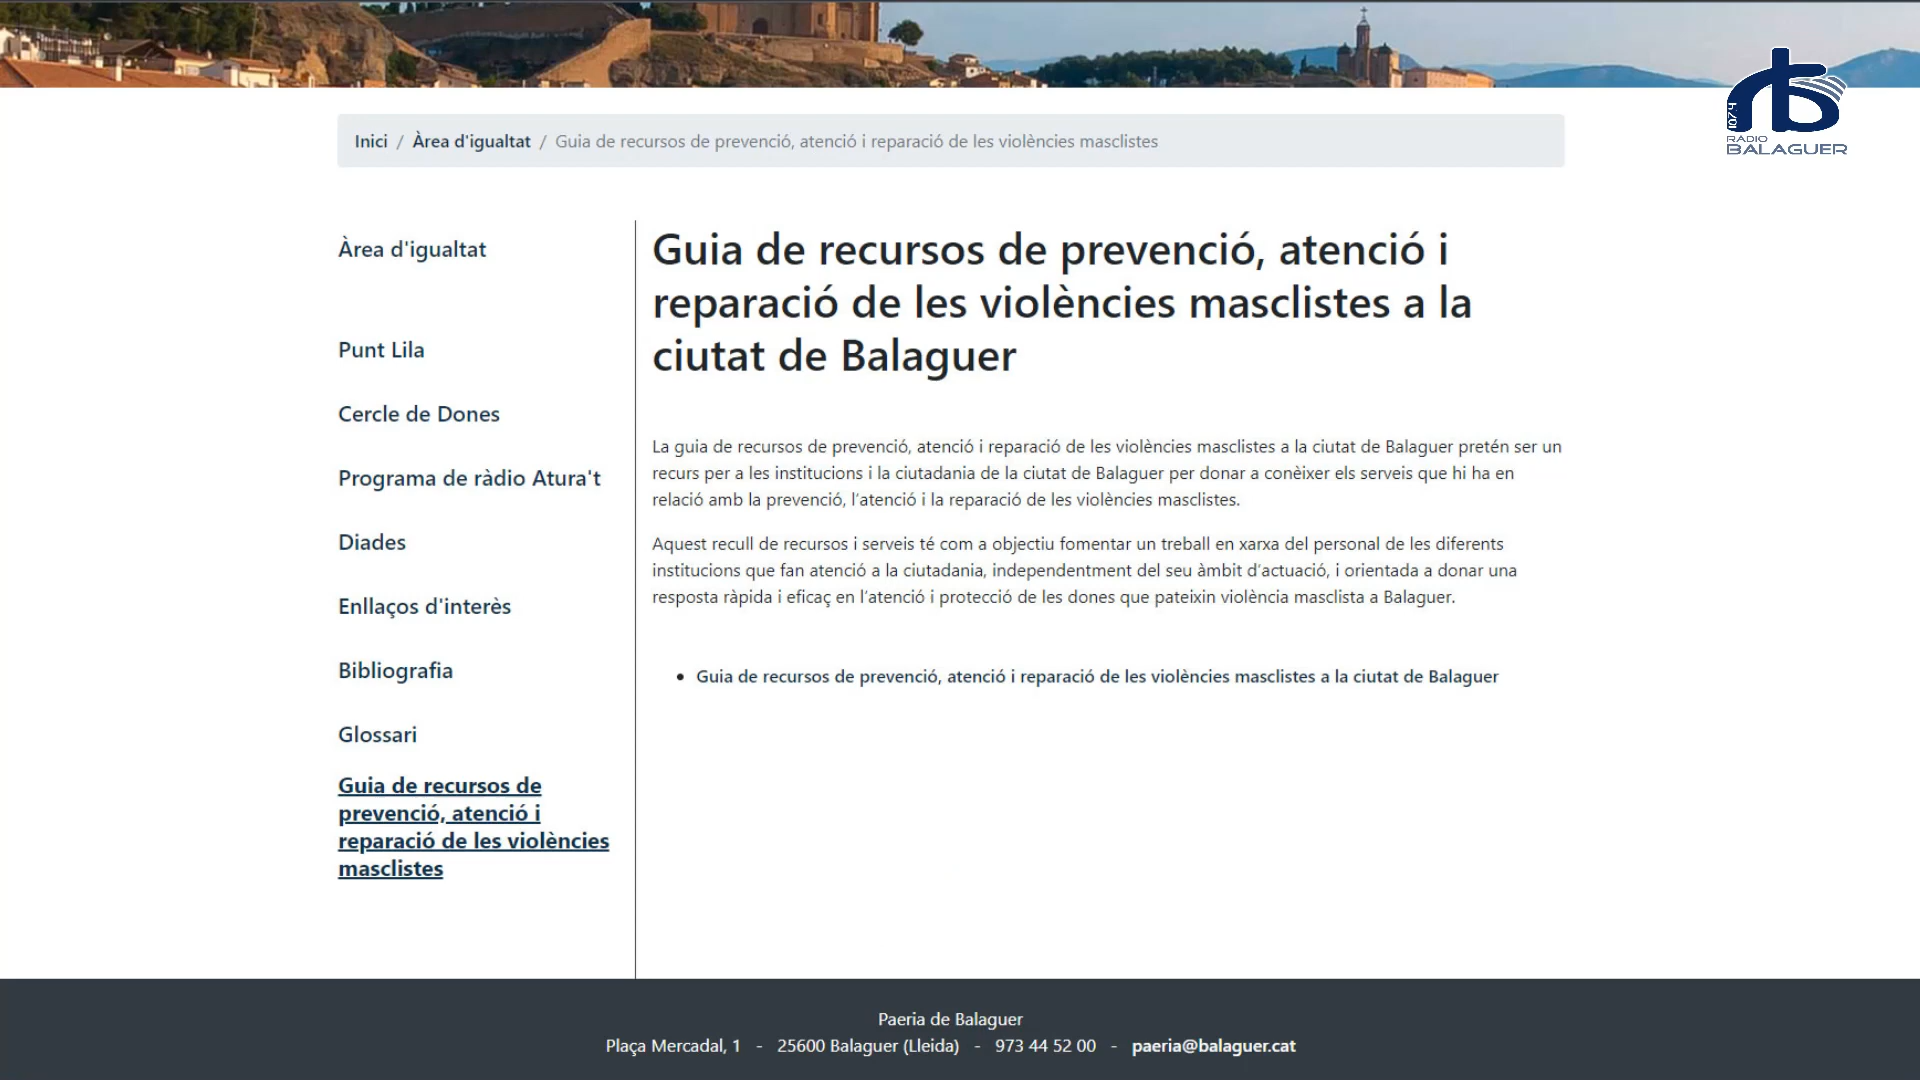 107.4
RADIO
BALAGUER
Inici / Àrea d'igualtat / Guia de recursos de prevenció, atenció i reparació de les violències masclistes
Àrea d'igualtat
Punt Lila
Cercle de Dones
Programa de ràdio Atura't
Diades
Enllaços d'interès
Bibliografia
Glossari
Guia de recursos de
prevenció, atenció i
reparació de les violències
masclistes
Guia de recursos de prevenció, atenció i
reparació de les violències masclistes a la
ciutat de Balaguer
La guia de recursos de prevenció, atenció i reparació de les violències masclistes a la ciutat de Balaguer pretén ser un
recurs per a les institucions i la ciutadania de la ciutat de Balaguer per donar a conèixer els serveis que hi ha en
relació amb la prevenció, l'atenció i la reparació de les violències masclistes.
Aquest recull de recursos i serveis té com a objectiu fomentar un treball en xarxa del personal de les diferents
institucions que fan atenció a la ciutadania, independentment del seu àmbit d'actuació, i orientada a donar una
resposta ràpida i eficaç en l'atenció i protecció de les dones que pateixin violència masclista a Balaguer.
• Guia de recursos de prevenció, atenció i reparació de les violències masclistes a la ciutat de Balaguer
Paeria de Balaguer
Plaça Mercadal, 1 - 25600 Balaguer (Lleida) - 973 44 52 00 - paeria@balaguer.cat